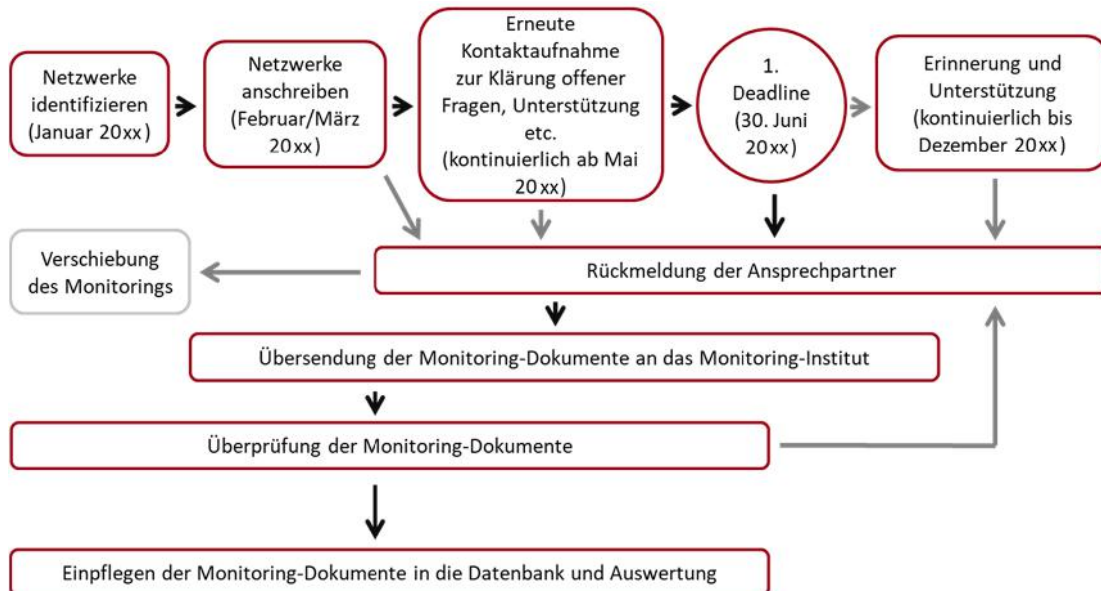 Netzwerke
identifizieren
(Januar 20xx)
Netzwerke
anschreiben
(Februar/März
20xx)
Erneute
Kontaktaufnahme
zur Klärung offener
Fragen, Unterstützung
etc.
(kontinuierlich ab Mai
20xx)
1.
Deadline
(30. Juni
20xx)
Erinnerung und
Unterstützung
(kontinuierlich bis
Dezember 20xx)
Verschiebung
des Monitorings
Rückmeldung der Ansprechpartner
Übersendung der Monitoring-Dokumente an das Monitoring-Institut
Überprüfung der Monitoring-Dokumente
Einpflegen der Monitoring-Dokumente in die Datenbank und Auswertung